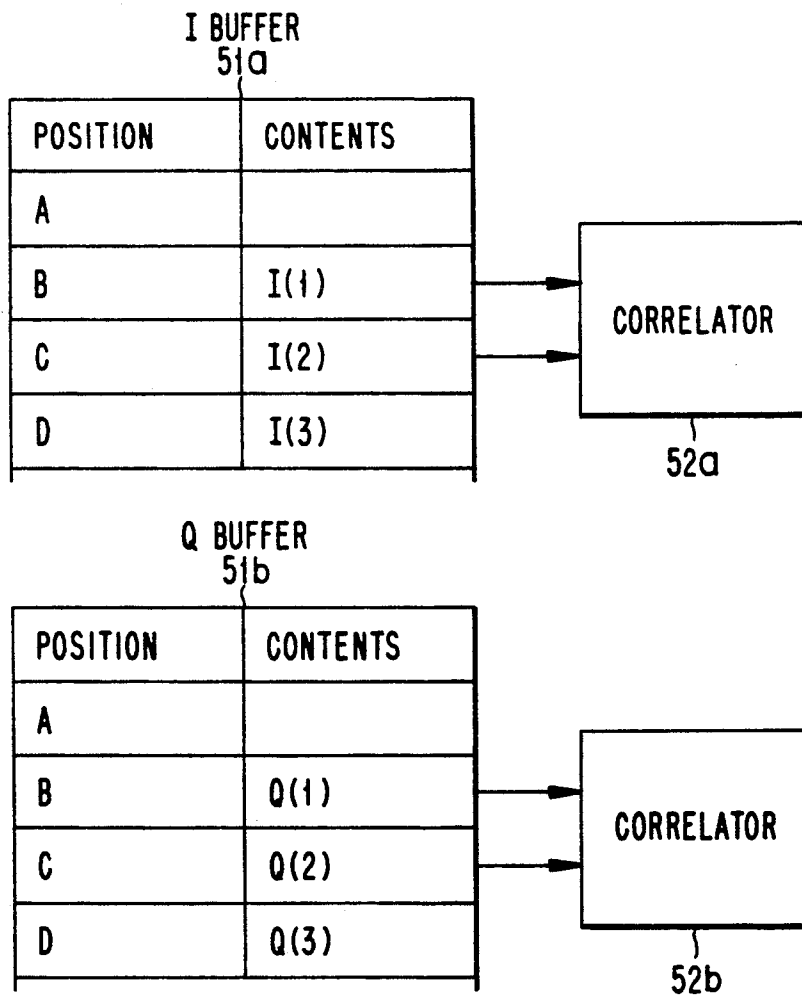 I BUFFER
51a
POSITION CONTENTS
A
B I(1)
C I(2)
D I(3)
CORRELATOR
52a
Q BUFFER
51b
POSITION CONTENTS
A
B Q(1)
C Q(2)
D Q(3)
CORRELATOR
52b